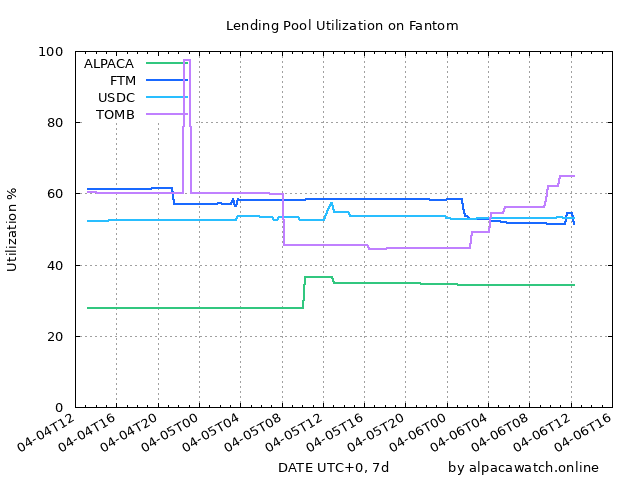 Lending Pool Utilization on Fantom
100
80
60
40
20
0
Utilization %
ALPACA
FTM
USDC
TOMB
04-04T12
04-04T16
04-04T20
04-05T00
04-05T04
04-05T08
04-05T12
04-05T16
04-05T20
04-06T00
04-06T04
04-06T08
04-06T12
04-06T16
DATE UTC+0, 7d
by alpacawatch.online